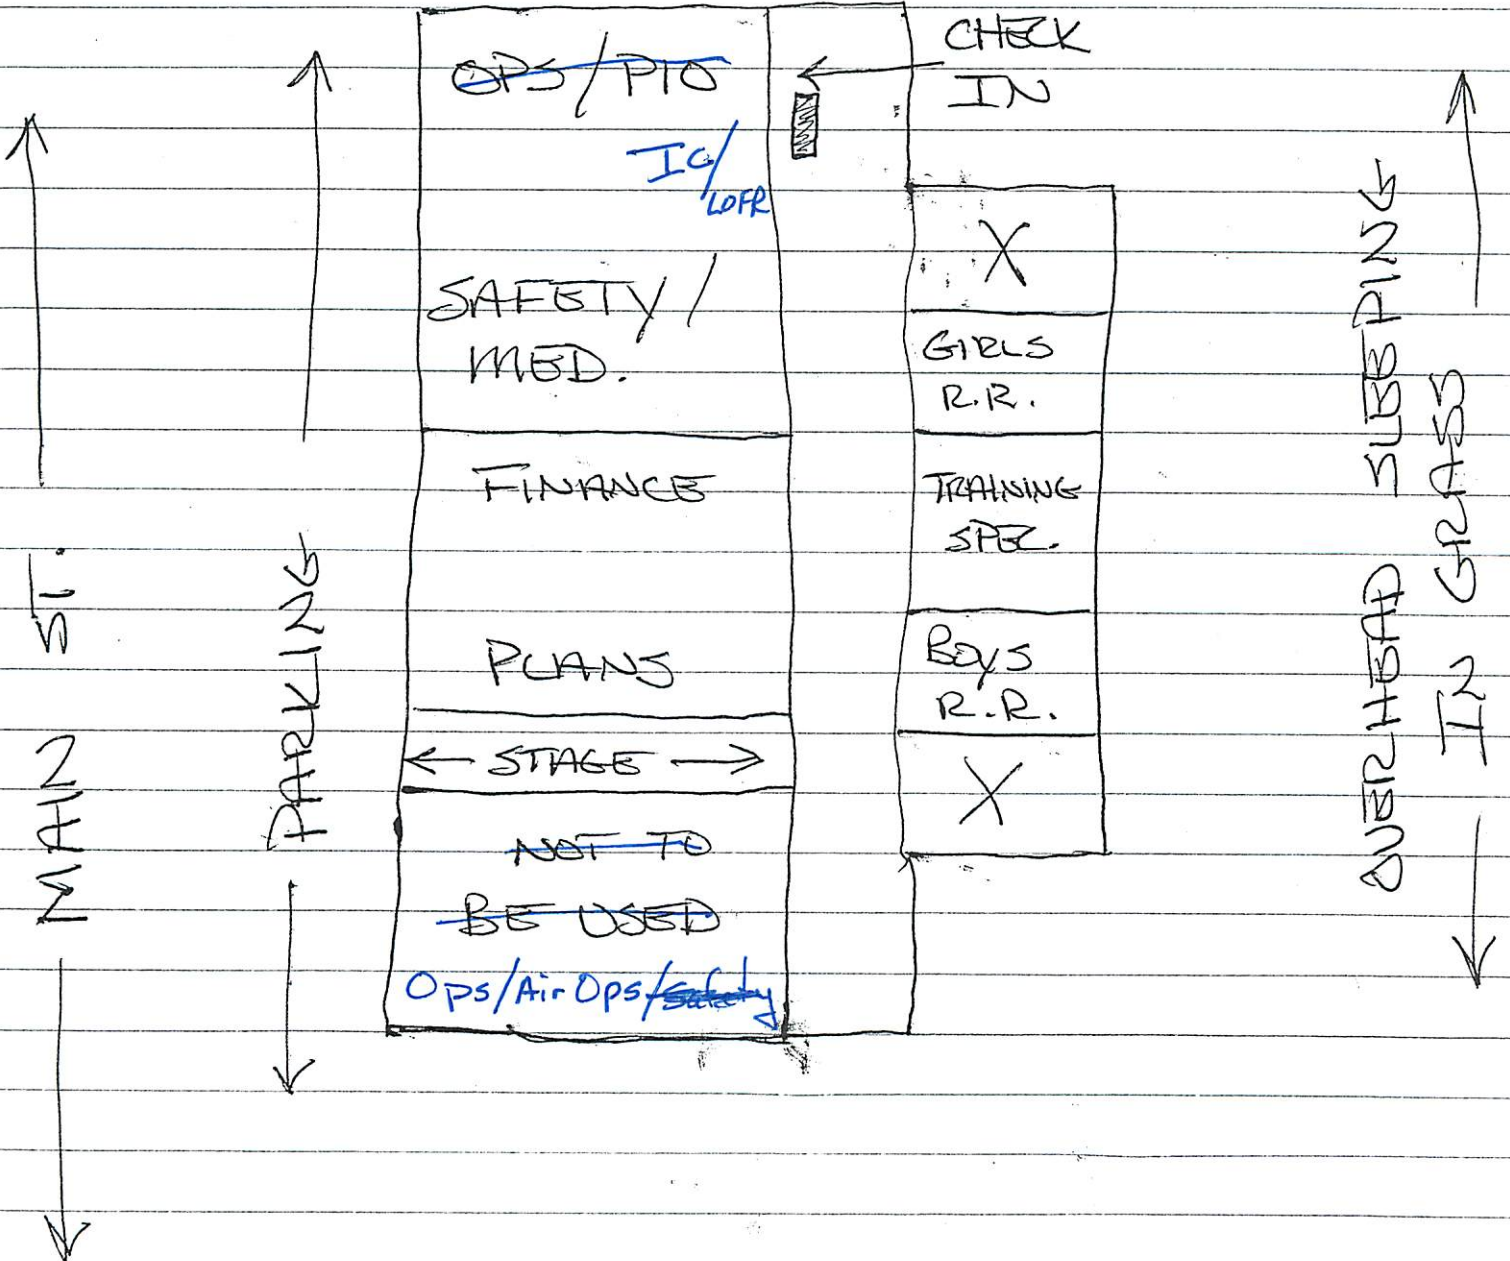 MAIN ST.
PARKING
OPS/PIO
IC/
LOFR
SAFETY/
MED.
FINANCE
PLANS
STAGE
NOT TO
BE USED
Ops/Air Ops/Safety
CHECK
IN
X
GIRLS
R.R.
TRAINING
SPEC.
BOYS
R.R.
X
OVERHEAD SLEEPING
IN GRASS